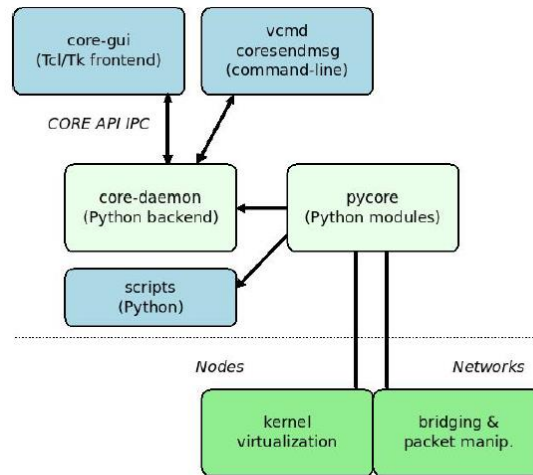 core-gui
(Tcl/Tk frontend)
vcmd
coresendmsg
(command-line)
CORE API IPC
core-daemon
(Python backend)
pycore
(Python modules)
scripts
(Python)
Nodes
Networks
kernel
virtualization
bridging &
packet manip.